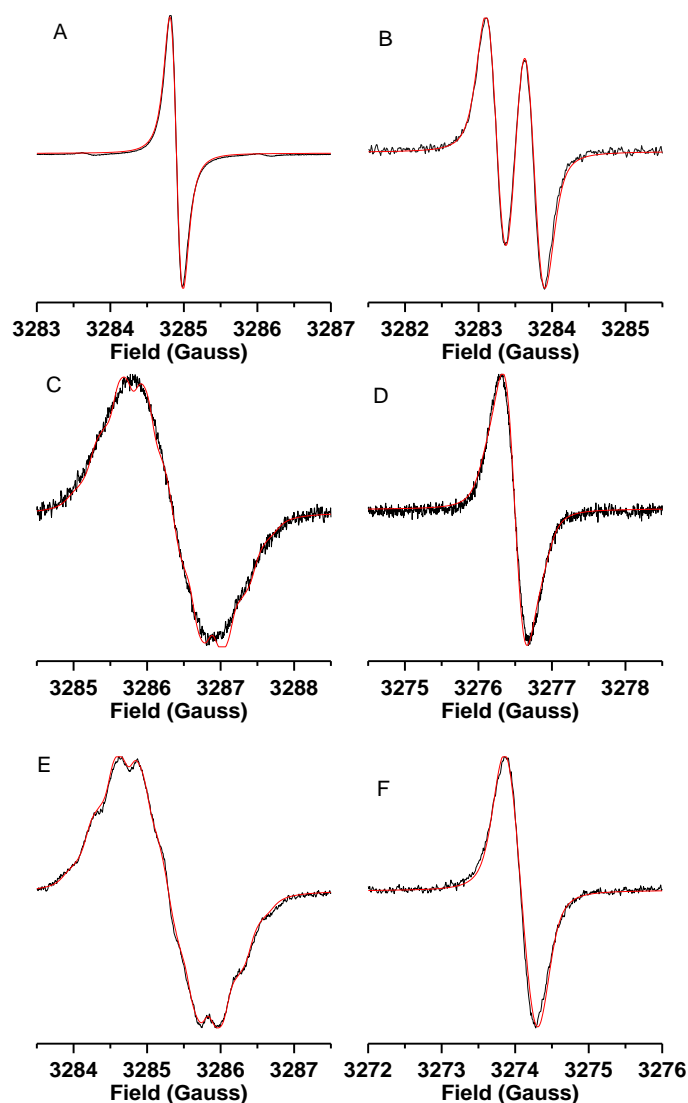 A
B
3283 3284 3285 3286 3287
3282 3283 3284 3285
Field (Gauss)
Field (Gauss)
C
D
3285 3286 3287 3288
3275 3276 3277 3278
Field (Gauss)
Field (Gauss)
E
F
3284 3285 3286 3287
3272 3273 3274 3275 3276
Field (Gauss)
Field (Gauss)